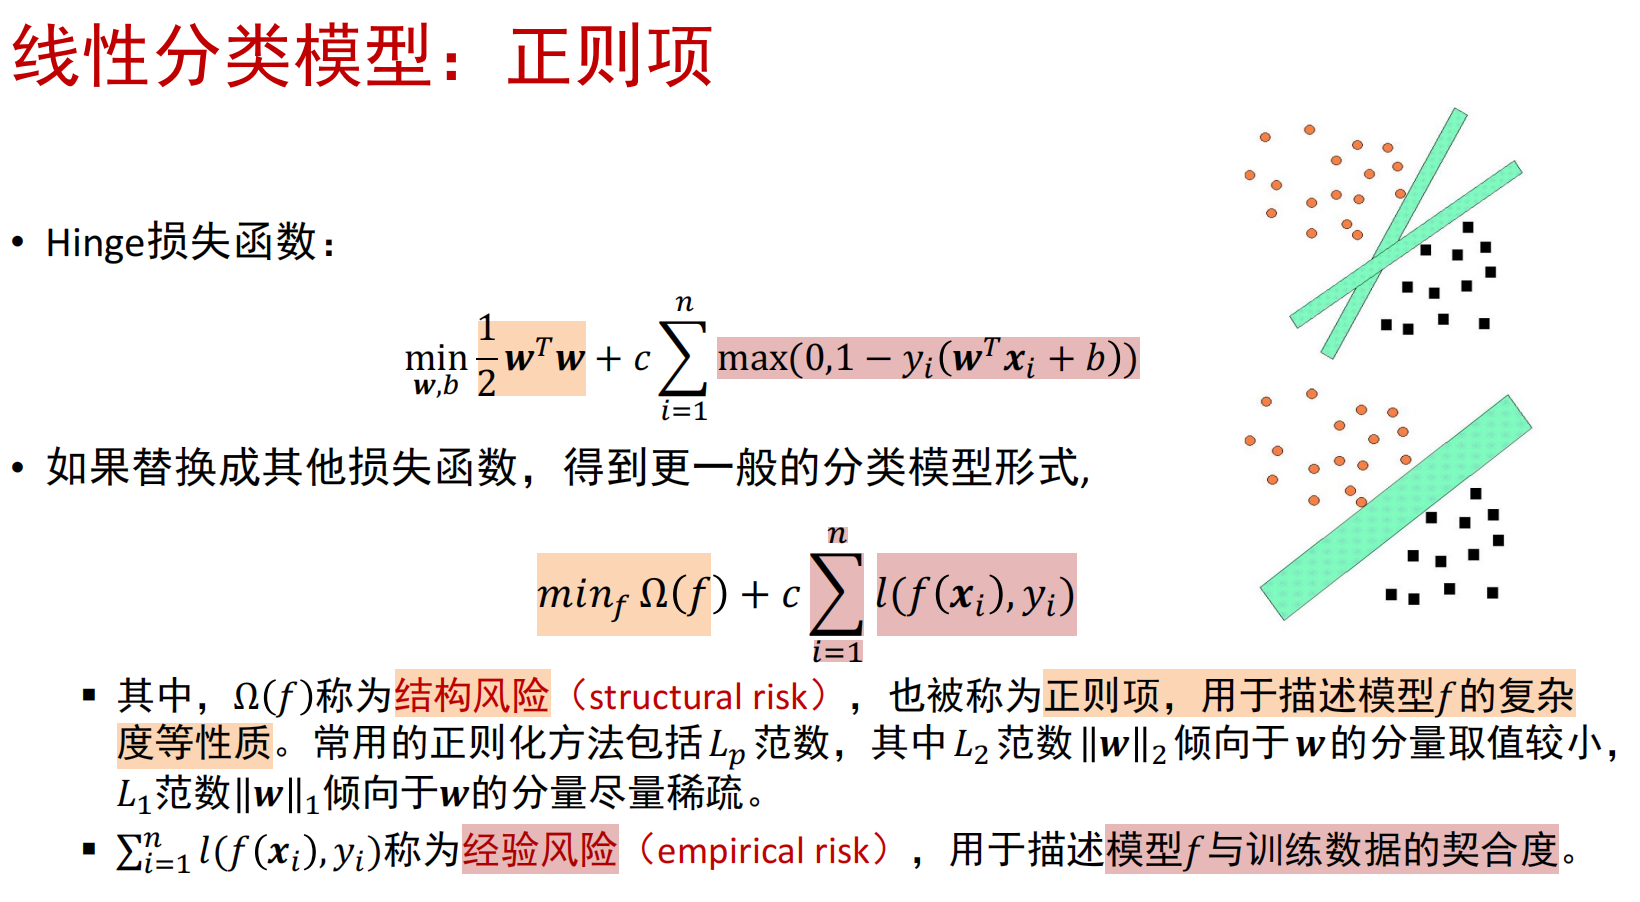 线性分类模型：正则项
• Hinge损失函数：
$\min_{\boldsymbol{w},b} \frac{1}{2}\boldsymbol{w}^T\boldsymbol{w} + c\sum_{i=1}^{n}\max(0,1-y_i(\boldsymbol{w}^T\boldsymbol{x}_i+b))$
• 如果替换成其他损失函数，得到更一般的分类模型形式,
$min_f\,\Omega(f) + c\sum_{i=1}^{n} l(f(\boldsymbol{x}_i),y_i)$
▪ 其中，Ω(f)称为结构风险（structural risk），也被称为正则项，用于描述模型f的复杂
度等性质。常用的正则化方法包括$L_p$范数，其中$L_2$范数$\|\boldsymbol{w}\|_2$倾向于$\boldsymbol{w}$的分量取值较小，
$L_1$范数$\|\boldsymbol{w}\|_1$倾向于$\boldsymbol{w}$的分量尽量稀疏。
▪ $\sum_{i=1}^{n} l(f(\boldsymbol{x}_i),y_i)$称为经验风险（empirical risk），用于描述模型f与训练数据的契合度。